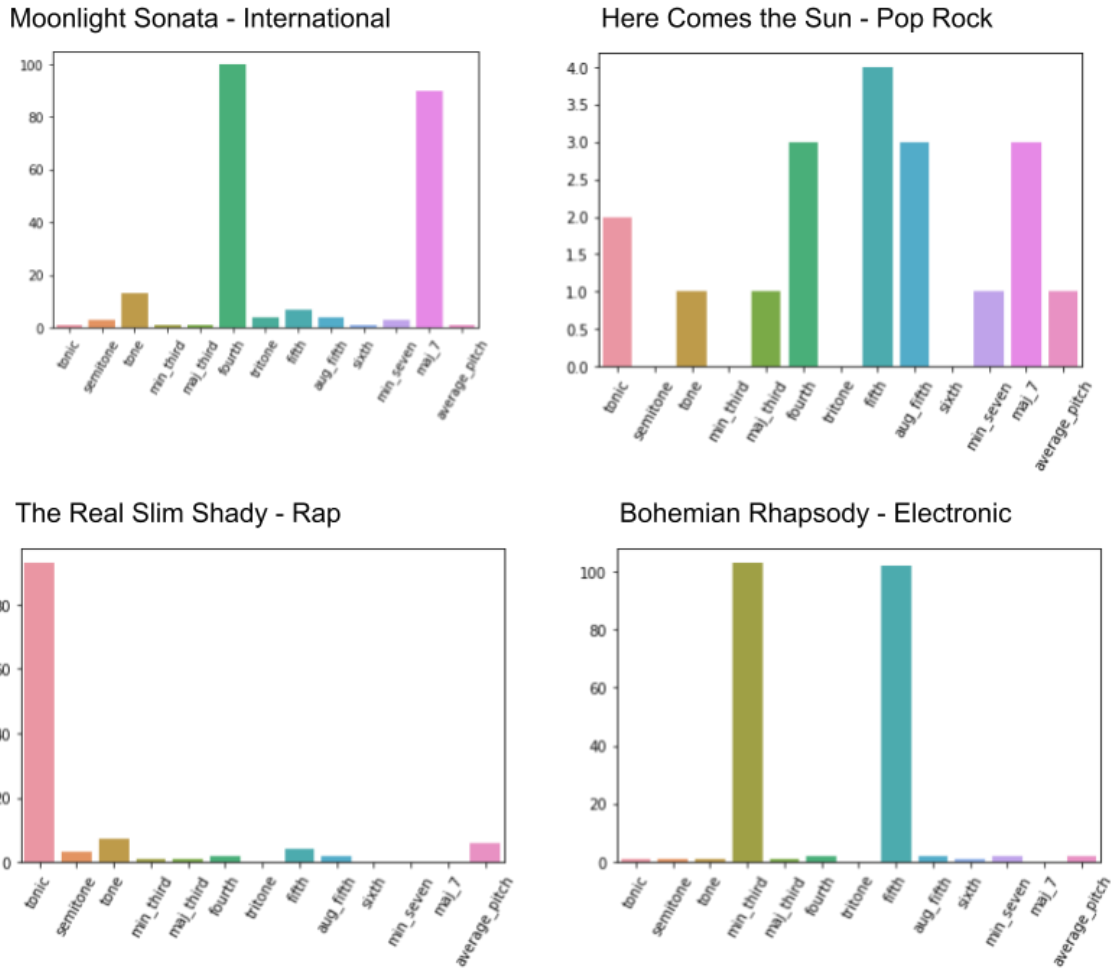 Moonlight Sonata - International
100
80
60
40
20
0
tonic
semitone
tone
min_third
maj_third
fourth
tritone
fifth
aug_fifth
sixth
min_seven
maj_7
average_pitch
Here Comes the Sun - Pop Rock
4.0
3.5
3.0
2.5
2.0
1.5
1.0
0.5
0.0
tonic
semitone
tone
min_third
maj_third
fourth
tritone
fifth
aug_fifth
sixth
min_seven
maj_7
average_pitch
The Real Slim Shady - Rap
0
tonic
semitone
tone
min_third
maj_third
fourth
tritone
fifth
aug_fifth
sixth
min_seven
maj_7
average_pitch
Bohemian Rhapsody - Electronic
100
80
60
40
20
0
tonic
semitone
tone
min_third
maj_third
fourth
tritone
fifth
aug_fifth
sixth
min_seven
maj_7
average_pitch